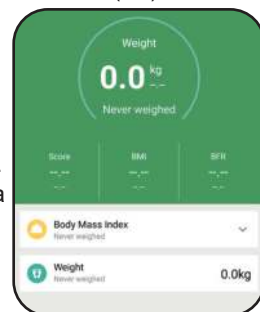 Weight
0.0 kg
--.--
Never weighed
Score BMI BFR
--.-- --.-- --.--
--.-- --.-- --.--
a
Body Mass Index
Never weighed
Weight 0.0kg
Never weighed